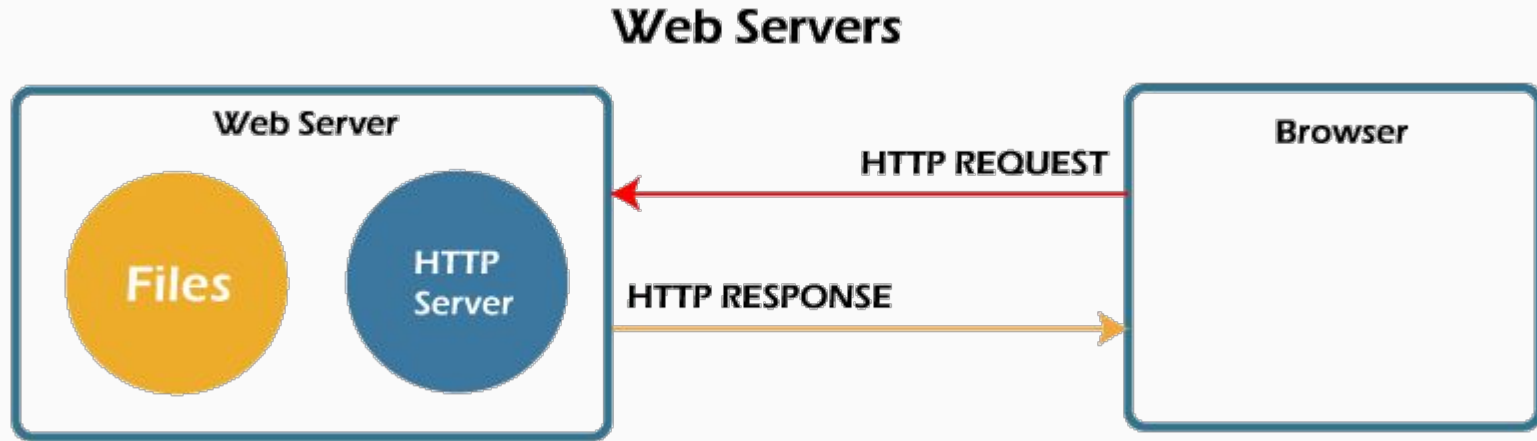 Web Servers
Web Server
Files
HTTP
Server
HTTP REQUEST
HTTP RESPONSE
Browser